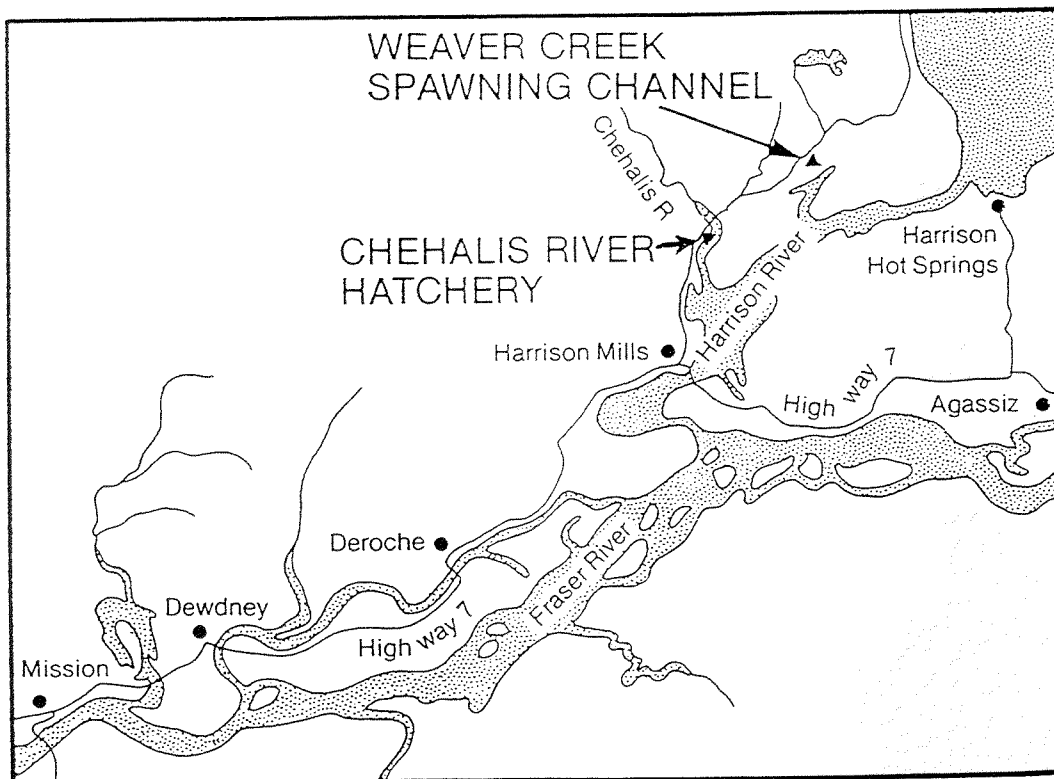 WEAVER CREEK
SPAWNING CHANNEL
Chehalis R
CHEHALIS RIVER
HATCHERY
Harrison River
Harrison
Hot Springs
Harrison Mills
High way 7
Agassiz
Deroche
Fraser River
Dewdney
High way 7
Mission